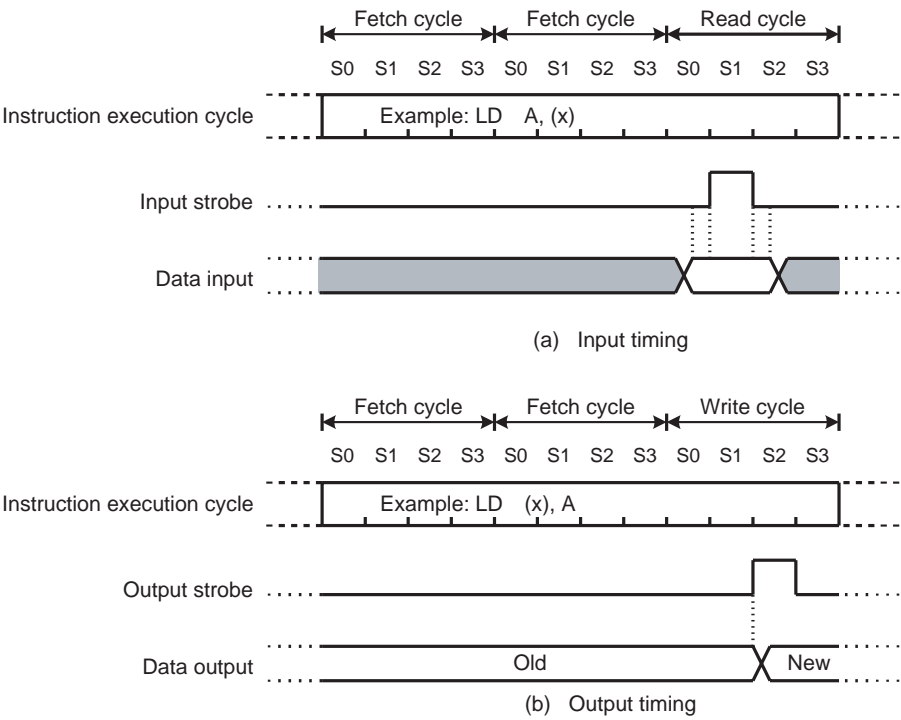 Fetch cycle Fetch cycle Read cycle
S0 S1 S2 S3 S0 S1 S2 S3 S0 S1 S2 S3
Instruction execution cycle Example: LD A, (x)
Input strobe
Data input
(a) Input timing
Fetch cycle Fetch cycle Write cycle
S0 S1 S2 S3 S0 S1 S2 S3 S0 S1 S2 S3
Instruction execution cycle Example: LD (x), A
Output strobe
Data output Old New
(b) Output timing